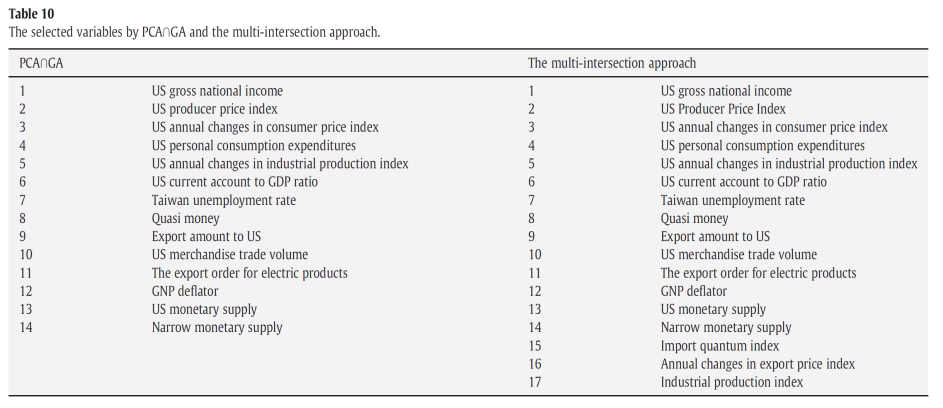 Table 10
The selected variables by PCA∩GA and the multi-intersection approach.
PCA∩GA The multi-intersection approach
1 US gross national income 1 US gross national income
2 US producer price index 2 US Producer Price Index
3 US annual changes in consumer price index 3 US annual changes in consumer price index
4 US personal consumption expenditures 4 US personal consumption expenditures
5 US annual changes in industrial production index 5 US annual changes in industrial production index
6 US current account to GDP ratio 6 US current account to GDP ratio
7 Taiwan unemployment rate 7 Taiwan unemployment rate
8 Quasi money 8 Quasi money
9 Export amount to US 9 Export amount to US
10 US merchandise trade volume 10 US merchandise trade volume
11 The export order for electric products 11 The export order for electric products
12 GNP deflator 12 GNP deflator
13 US monetary supply 13 US monetary supply
14 Narrow monetary supply 14 Narrow monetary supply
15 Import quantum index
16 Annual changes in export price index
17 Industrial production index